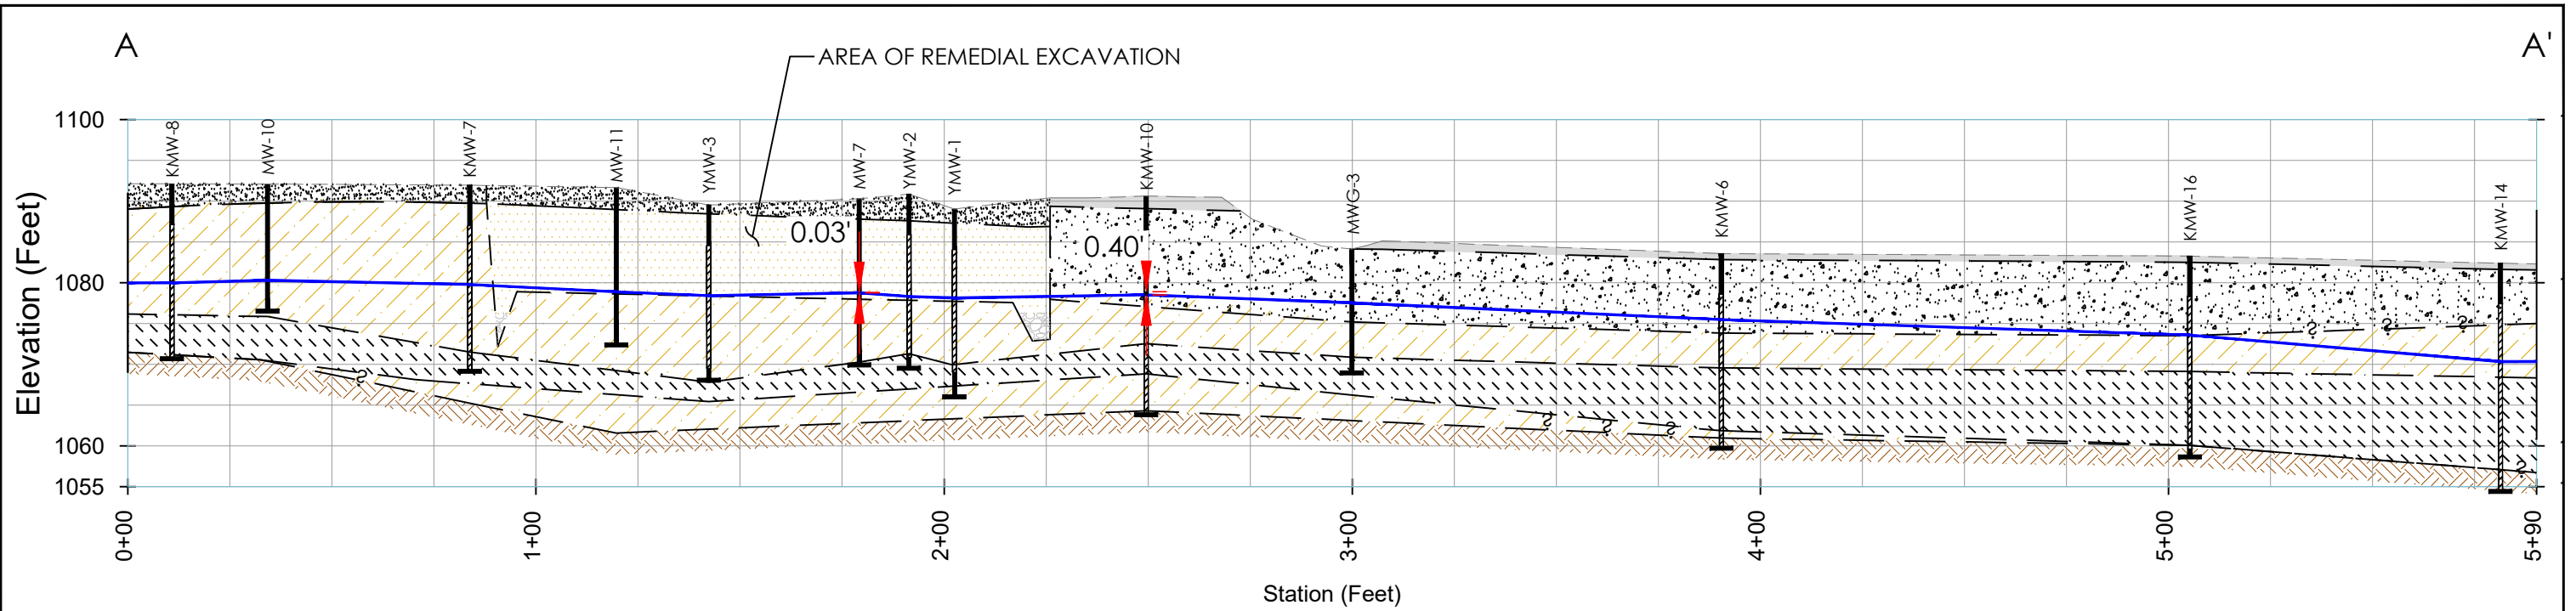 A
A'
AREA OF REMEDIAL EXCAVATION
1100
1080
1060
1055
Elevation (Feet)
KMW-8
MW-10
KMW-7
MW-11
YMW-3
MW-7
YMW-2
YMW-1
KMW-10
MWG-3
KMW-6
KMW-16
KMW-14
0.03'
0.40'
?
?
?
?
?
?
?
?
0+00
1+00
2+00
3+00
4+00
5+00
5+90
Station (Feet)